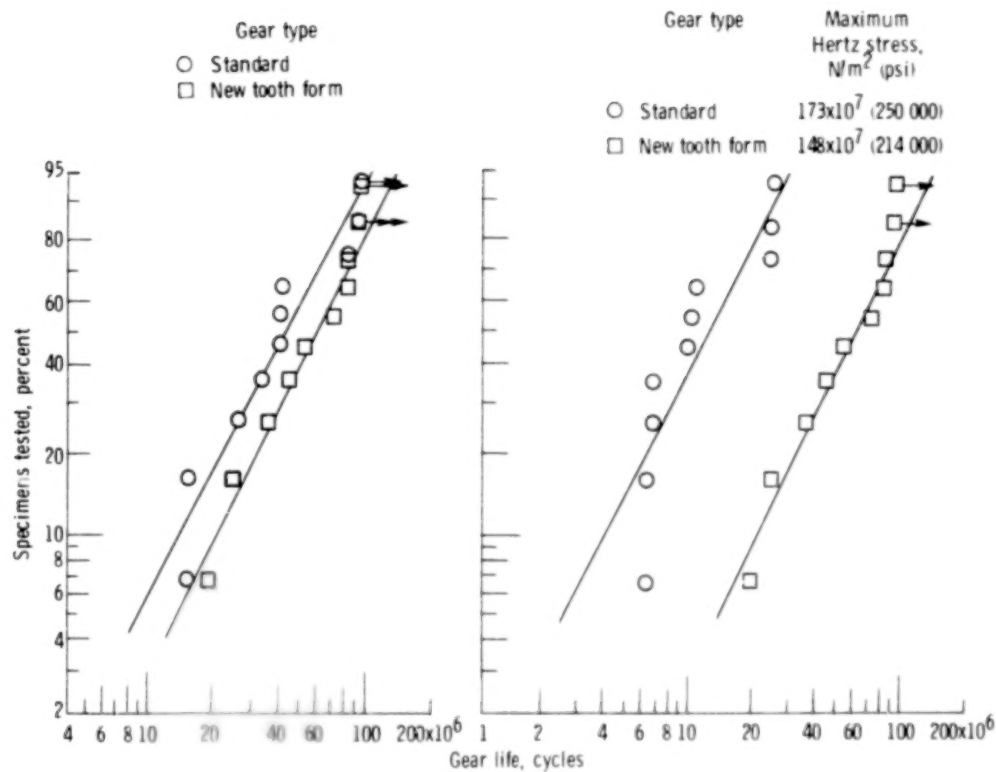 Gear type
Standard
New tooth form
Gear type
Maximum
Hertz stress,
N/m² (psi)
Standard 173x10⁷ (250 000)
New tooth form 148x10⁷ (214 000)
Specimens tested, percent
95
80
60
40
20
10
8
6
4
2
4 6 8 10 20 40 60 100 200x10⁶
1 2 4 6 8 10 20 40 60 100 200x10⁶
Gear life, cycles